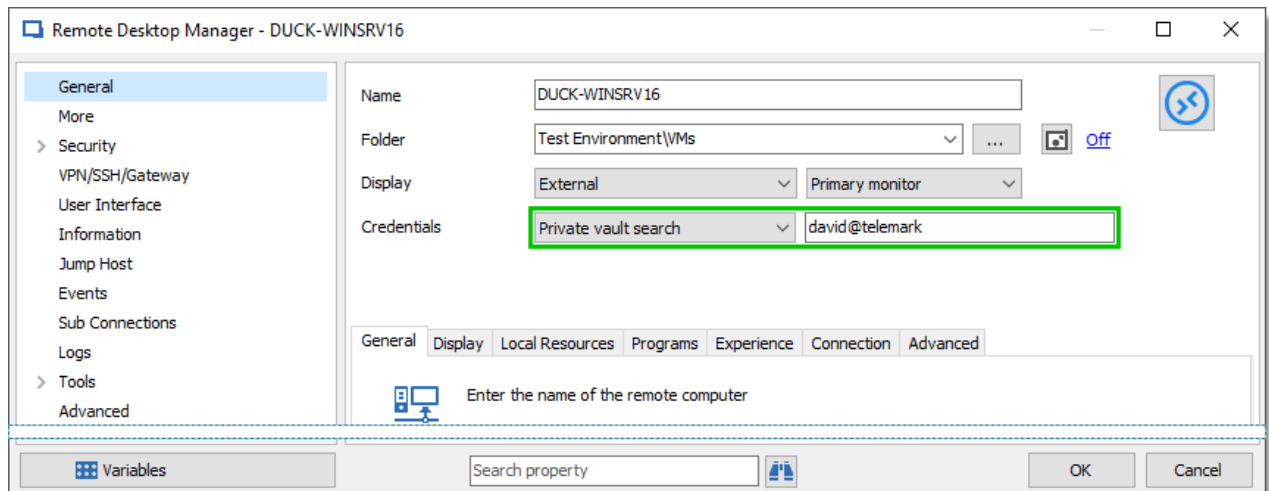 Remote Desktop Manager - DUCK-WINSRV16
General
More
Security
VPN/SSH/Gateway
User Interface
Information
Jump Host
Events
Sub Connections
Logs
Tools
Advanced
Name DUCK-WINSRV16
Folder Test Environment\VMs ... Off
Display External Primary monitor
Credentials Private vault search david@telemark
General Display Local Resources Programs Experience Connection Advanced
Enter the name of the remote computer
Variables Search property OK Cancel